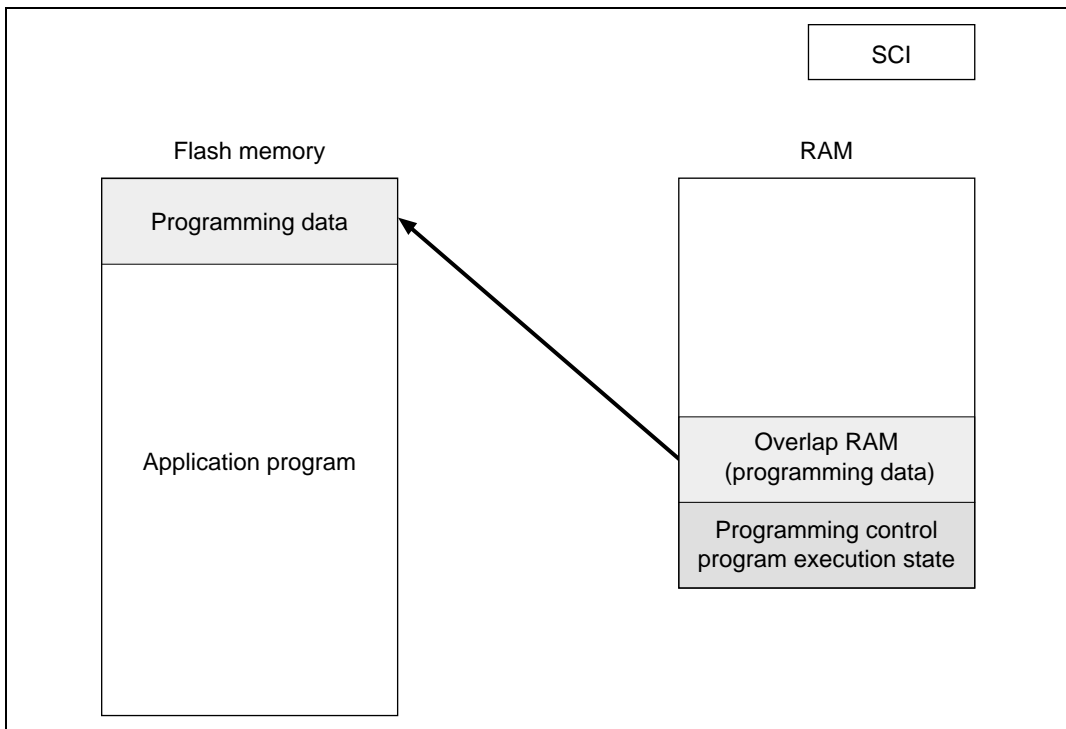 SCI
Flash memory
RAM
Programming data
Application program
Overlap RAM
(programming data)
Programming control
program execution state